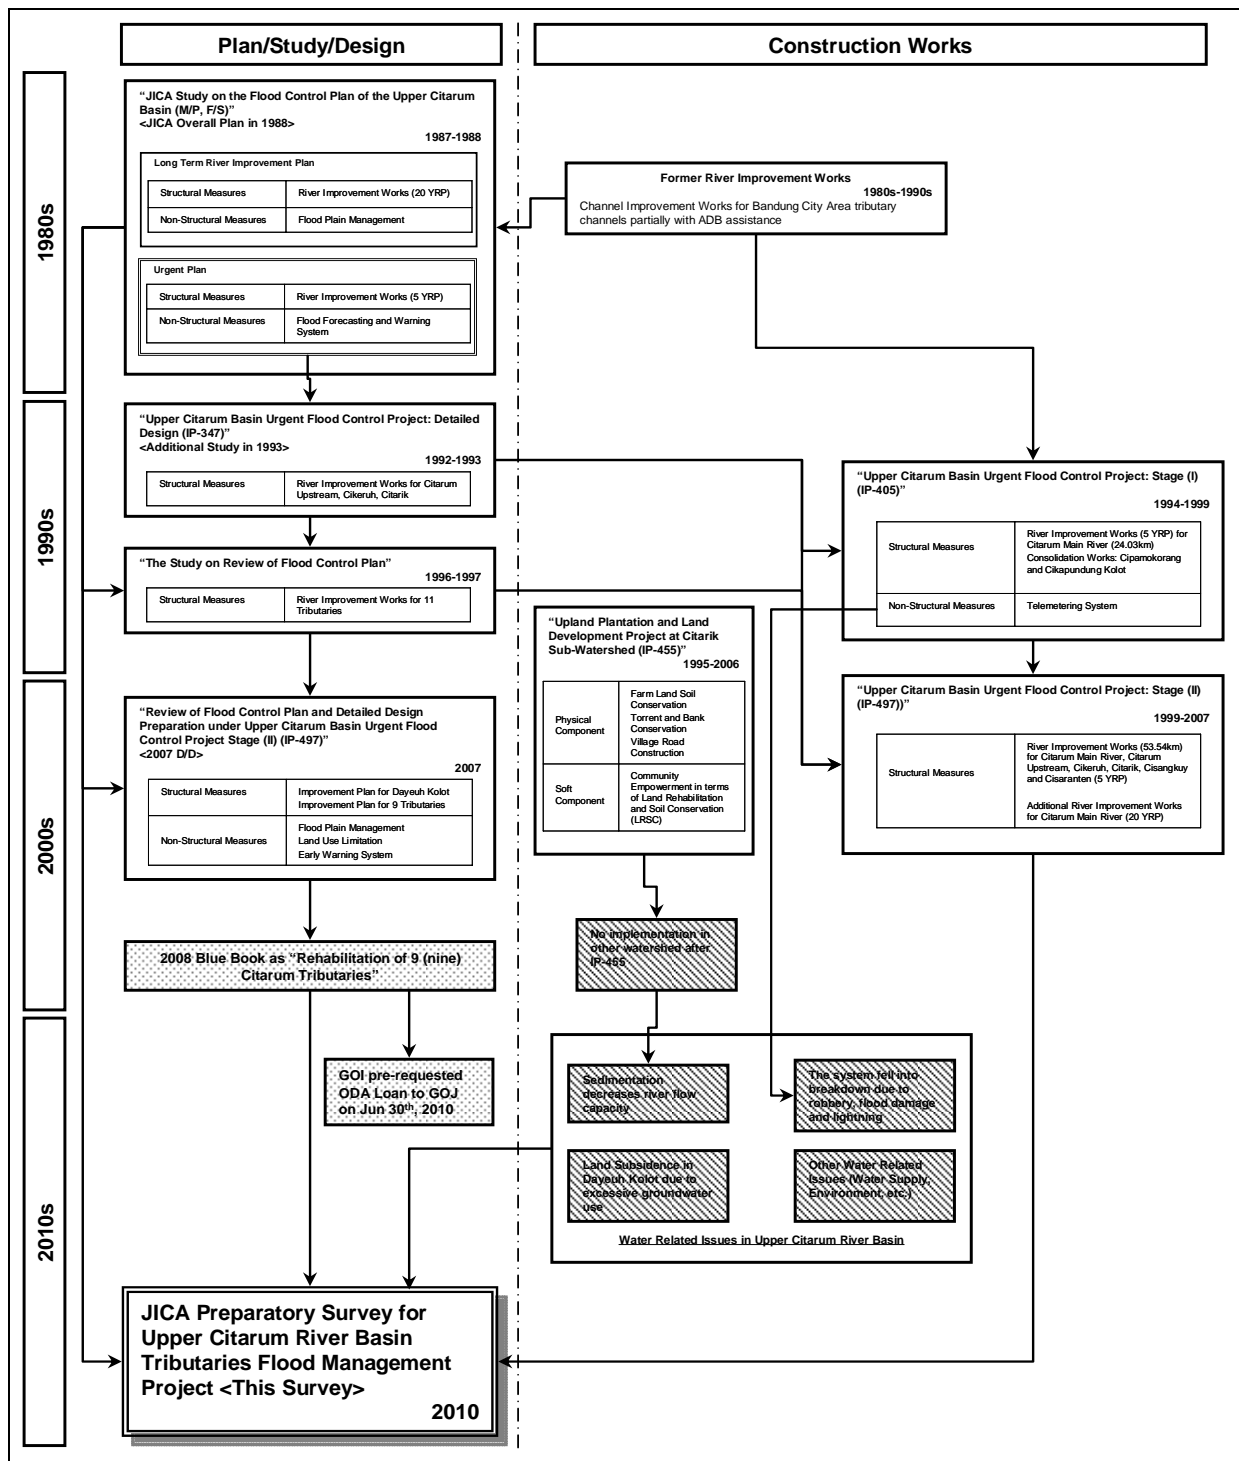 Plan/Study/Design
Construction Works
1980s
1990s
2000s
2010s
“JICA Study on the Flood Control Plan of the Upper Citarum
Basin (M/P, F/S)”
<JICA Overall Plan in 1988>
1987-1988
Long Term River Improvement Plan
Structural Measures
River Improvement Works (20 YRP)
Non-Structural Measures
Flood Plain Management
Urgent Plan
Structural Measures
River Improvement Works (5 YRP)
Non-Structural Measures
Flood Forecasting and Warning
System
Former River Improvement Works
1980s-1990s
Channel Improvement Works for Bandung City Area tributary
channels partially with ADB assistance
“Upper Citarum Basin Urgent Flood Control Project: Detailed
Design (IP-347)”
<Additional Study in 1993>
1992-1993
Structural Measures
River Improvement Works for Citarum
Upstream, Cikeruh, Citarik
“The Study on Review of Flood Control Plan”
1996-1997
Structural Measures
River Improvement Works for 11
Tributaries
“Upper Citarum Basin Urgent Flood Control Project: Stage (I)
(IP-405)”
1994-1999
Structural Measures
River Improvement Works (5 YRP) for
Citarum Main River (24.03km)
Consolidation Works: Cipamokorang
and Cikapundung Kolot
Non-Structural Measures
Telemetering System
“Upland Plantation and Land
Development Project at Citarik
Sub-Watershed (IP-455)”
1995-2006
Physical
Component
Farm Land Soil
Conservation
Torrent and Bank
Conservation
Village Road
Construction
Soft
Component
Community
Empowerment in terms
of Land Rehabilitation
and Soil Conservation
(LRSC)
“Upper Citarum Basin Urgent Flood Control Project: Stage (II)
(IP-497))”
1999-2007
Structural Measures
River Improvement Works (53.54km)
for Citarum Main River, Citarum
Upstream, Cikeruh, Citarik, Cisangkuy
and Cisaranten (5 YRP)
Additional River Improvement Works
for Citarum Main River (20 YRP)
“Review of Flood Control Plan and Detailed Design
Preparation under Upper Citarum Basin Urgent Flood
Control Project Stage (II) (IP-497)”
<2007 D/D>
2007
Structural Measures
Improvement Plan for Dayeuh Kolot
Improvement Plan for 9 Tributaries
Non-Structural Measures
Flood Plain Management
Land Use Limitation
Early Warning System
2008 Blue Book as “Rehabilitation of 9 (nine)
Citarum Tributaries”
No implementation in
other watershed after
IP-455
GOI pre-requested
ODA Loan to GOJ
on Jun 30th, 2010
Sedimentation
decreases river flow
capacity
The system fell into
breakdown due to
robbery, flood damage
and lightning
Land Subsidence in
Dayeuh Kolot due to
excessive groundwater
use
Other Water Related
Issues (Water Supply,
Environment, etc.)
Water Related Issues in Upper Citarum River Basin
JICA Preparatory Survey for
Upper Citarum River Basin
Tributaries Flood Management
Project <This Survey>
2010